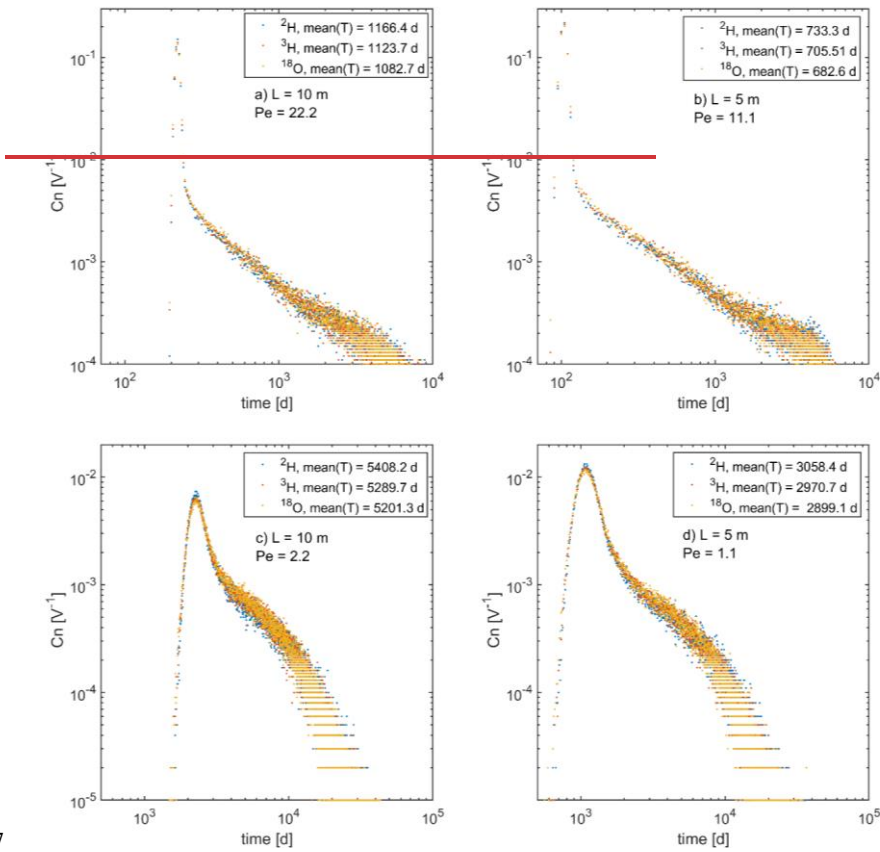 10⁻¹
²H, mean(T) = 1166.4 d
³H, mean(T) = 1123.7 d
¹⁸O, mean(T) = 1082.7 d
a) L = 10 m
Pe = 22.2
Cn [V⁻¹]
10⁻²
10⁻³
10⁻⁴
10² 10³ 10⁴
time [d]
10⁻¹
²H, mean(T) = 733.3 d
³H, mean(T) = 705.51 d
¹⁸O, mean(T) = 682.6 d
b) L = 5 m
Pe = 11.1
Cn [V⁻¹]
10⁻²
10⁻³
10⁻⁴
10² 10³ 10⁴
time [d]
10⁻²
²H, mean(T) = 5408.2 d
³H, mean(T) = 5289.7 d
¹⁸O, mean(T) = 5201.3 d
c) L = 10 m
Pe = 2.2
Cn [V⁻¹]
10⁻³
10⁻⁴
10⁻⁵
10³ 10⁴ 10⁵
time [d]
10⁻²
²H, mean(T) = 3058.4 d
³H, mean(T) = 2970.7 d
¹⁸O, mean(T) = 2899.1 d
d) L = 5 m
Pe = 1.1
Cn [V⁻¹]
10⁻³
10⁻⁴
10⁻⁵
10³ 10⁴ 10⁵
time [d]
7